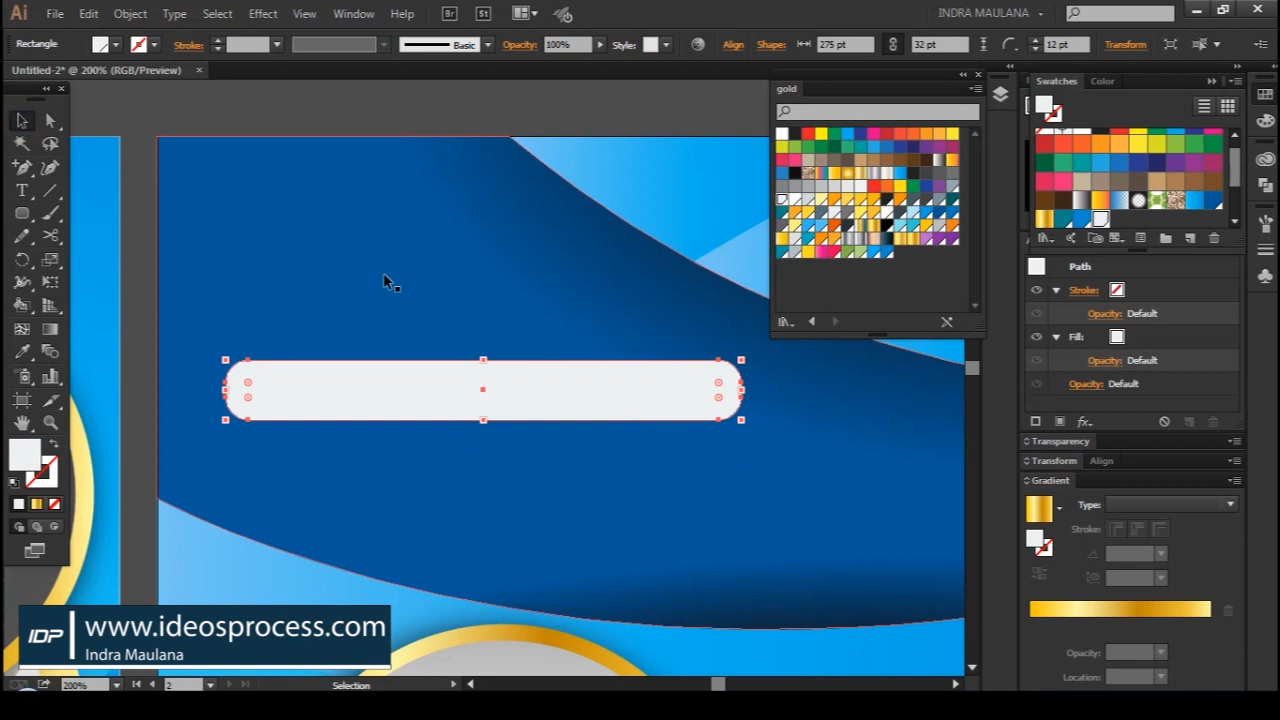 Ai File Edit Object Type Select Effect View Window Help Br St INDRA MAULANA
Rectangle Stroke: Basic Opacity: 100% Style: Align Shape: 275 pt 32 pt 12 pt Transform
Untitled-2* @ 200% (RGB/Preview) ×
gold
Swatches Color
Path
Stroke:
Opacity: Default
Fill:
Opacity: Default
Opacity: Default
fx
Transparency
Transform Align
Gradient
Type:
Stroke:
Opacity:
Location:
IDP www.ideosprocess.com
Indra Maulana
200% 2 Selection